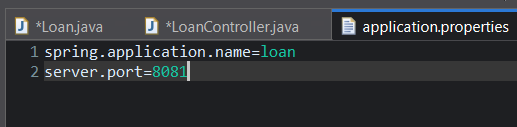 *Loan.java
*LoanController.java
application.properties
1 spring.application.name=loan
2 server.port=8081